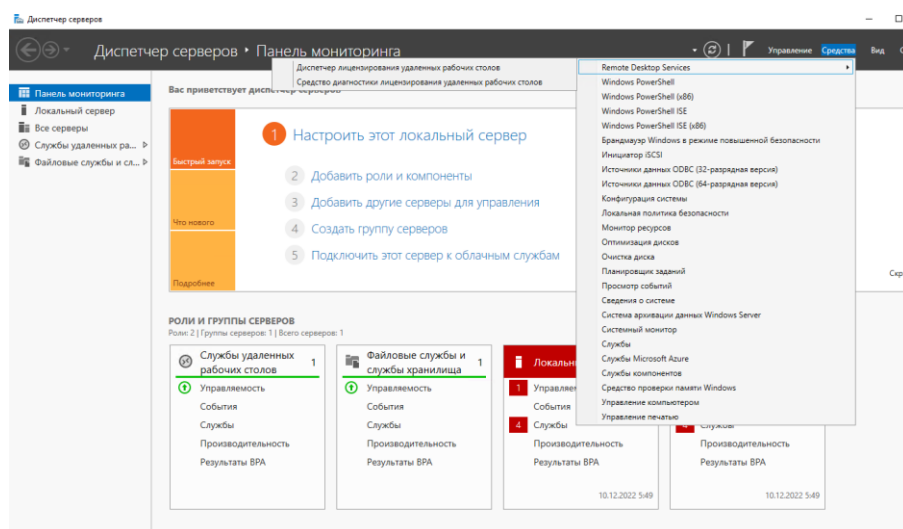 Диспетчер серверов
Диспетчер серверов • Панель мониторинга
Управление Средства Вид
Диспетчер лицензирования удаленных рабочих столов
Средство диагностики лицензирования удаленных рабочих столов
Remote Desktop Services
Windows PowerShell
Windows PowerShell (x86)
Windows PowerShell ISE
Windows PowerShell ISE (x86)
Брандмауэр Windows в режиме повышенной безопасности
Инициатор iSCSI
Источники данных ODBC (32-разрядная версия)
Источники данных ODBC (64-разрядная версия)
Конфигурация системы
Локальная политика безопасности
Монитор ресурсов
Оптимизация дисков
Очистка диска
Планировщик заданий
Просмотр событий
Сведения о системе
Система архивации данных Windows Server
Системный монитор
Службы
Службы Microsoft Azure
Службы компонентов
Средство проверки памяти Windows
Управление компьютером
Управление печатью
Панель мониторинга
Локальный сервер
Все серверы
Службы удаленных ра...
Файловые службы и сл...
Вас приветствует диспетчер серверов
Быстрый запуск
Что нового
Подробнее
1 Настроить этот локальный сервер
2 Добавить роли и компоненты
3 Добавить другие серверы для управления
4 Создать группу серверов
5 Подключить этот сервер к облачным службам
Скр
РОЛИ И ГРУППЫ СЕРВЕРОВ
Роли: 2 | Группы серверов: 1 | Всего серверов: 1
Службы удаленных
рабочих столов
1
Управляемость
События
Службы
Производительность
Результаты BPA
Файловые службы и
службы хранилища
1
Управляемость
События
Службы
Производительность
Результаты BPA
Локальн
1 Управляем
События
4 Службы
Производительность
Результаты BPA
10.12.2022 5:49
4 Службы
Производительность
Результаты BPA
10.12.2022 5:49